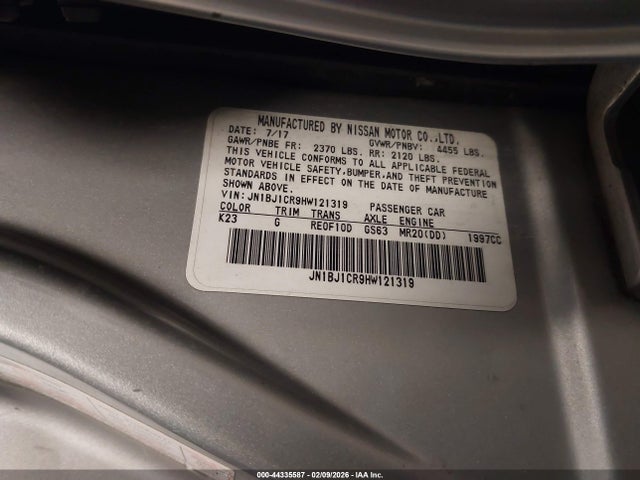 MANUFACTURED BY NISSAN MOTOR CO.,LTD.
DATE: 7/17 GVWR/PNBV: 4455 LBS.
GAWR/PNBE FR: 2370 LBS. RR: 2120 LBS.
THIS VEHICLE CONFORMS TO ALL APPLICABLE FEDERAL
MOTOR VEHICLE SAFETY,BUMPER,AND THEFT PREVENTION
STANDARDS IN EFFECT ON THE DATE OF MANUFACTURE
SHOWN ABOVE.
VIN: JN1BJ1CR9HW121319 PASSENGER CAR
COLOR TRIM TRANS AXLE ENGINE
K23 G RE0F10D GS63 MR20(DD) 1997CC
JN1BJ1CR9HW121319
000-44335587 - 02/09/2026 - IAA Inc.